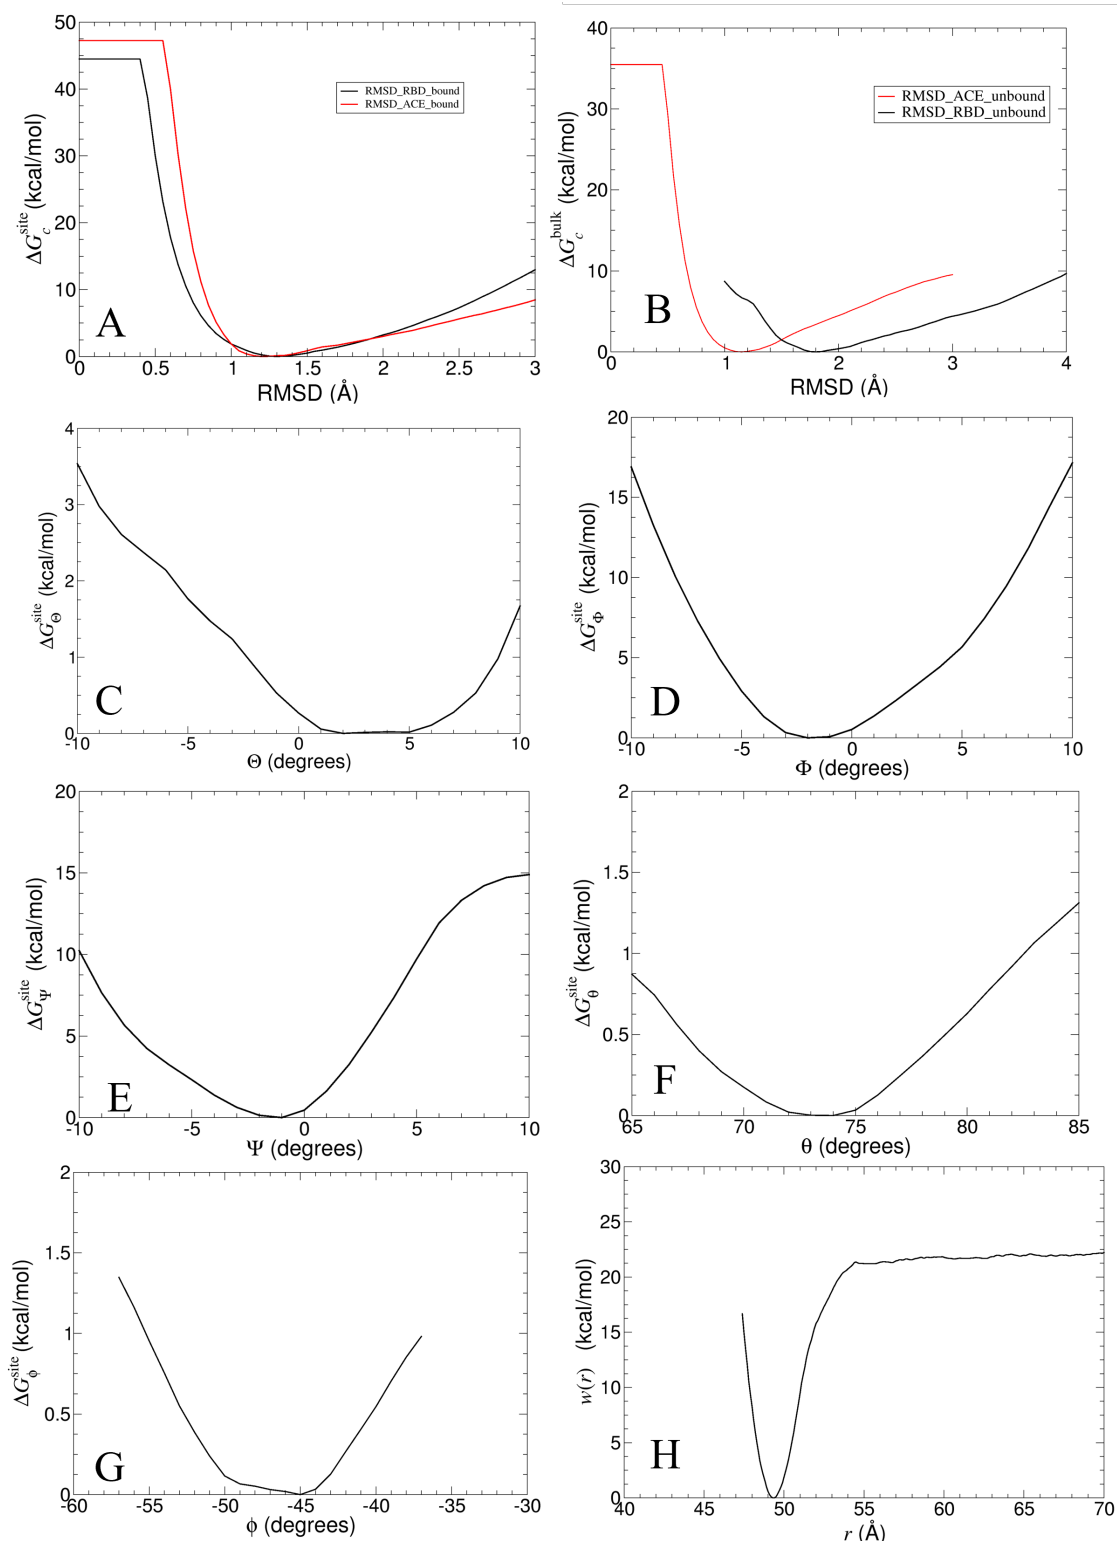 50
40
30
20
10
0
ΔG_c^site (kcal/mol)
RMSD_RBD_bound
RMSD_ACE_bound
A
0 0.5 1 1.5 2 2.5 3
RMSD (Å)
40
30
20
10
0
ΔG_c^bulk (kcal/mol)
RMSD_ACE_unbound
RMSD_RBD_unbound
B
0 1 2 3 4
RMSD (Å)
4
3
2
1
0
ΔG_Θ^site (kcal/mol)
C
-10 -5 0 5 10
Θ (degrees)
20
15
10
5
0
ΔG_Φ^site (kcal/mol)
D
-10 -5 0 5 10
Φ (degrees)
20
15
10
5
0
ΔG_Ψ^site (kcal/mol)
E
-10 -5 0 5 10
Ψ (degrees)
2
1.5
1
0.5
0
ΔG_θ^site (kcal/mol)
F
65 70 75 80 85
θ (degrees)
2
1.5
1
0.5
0
ΔG_ϕ^site (kcal/mol)
G
-60 -55 -50 -45 -40 -35 -30
ϕ (degrees)
30
25
20
15
10
5
0
w(r) (kcal/mol)
H
40 45 50 55 60 65 70
r (Å)